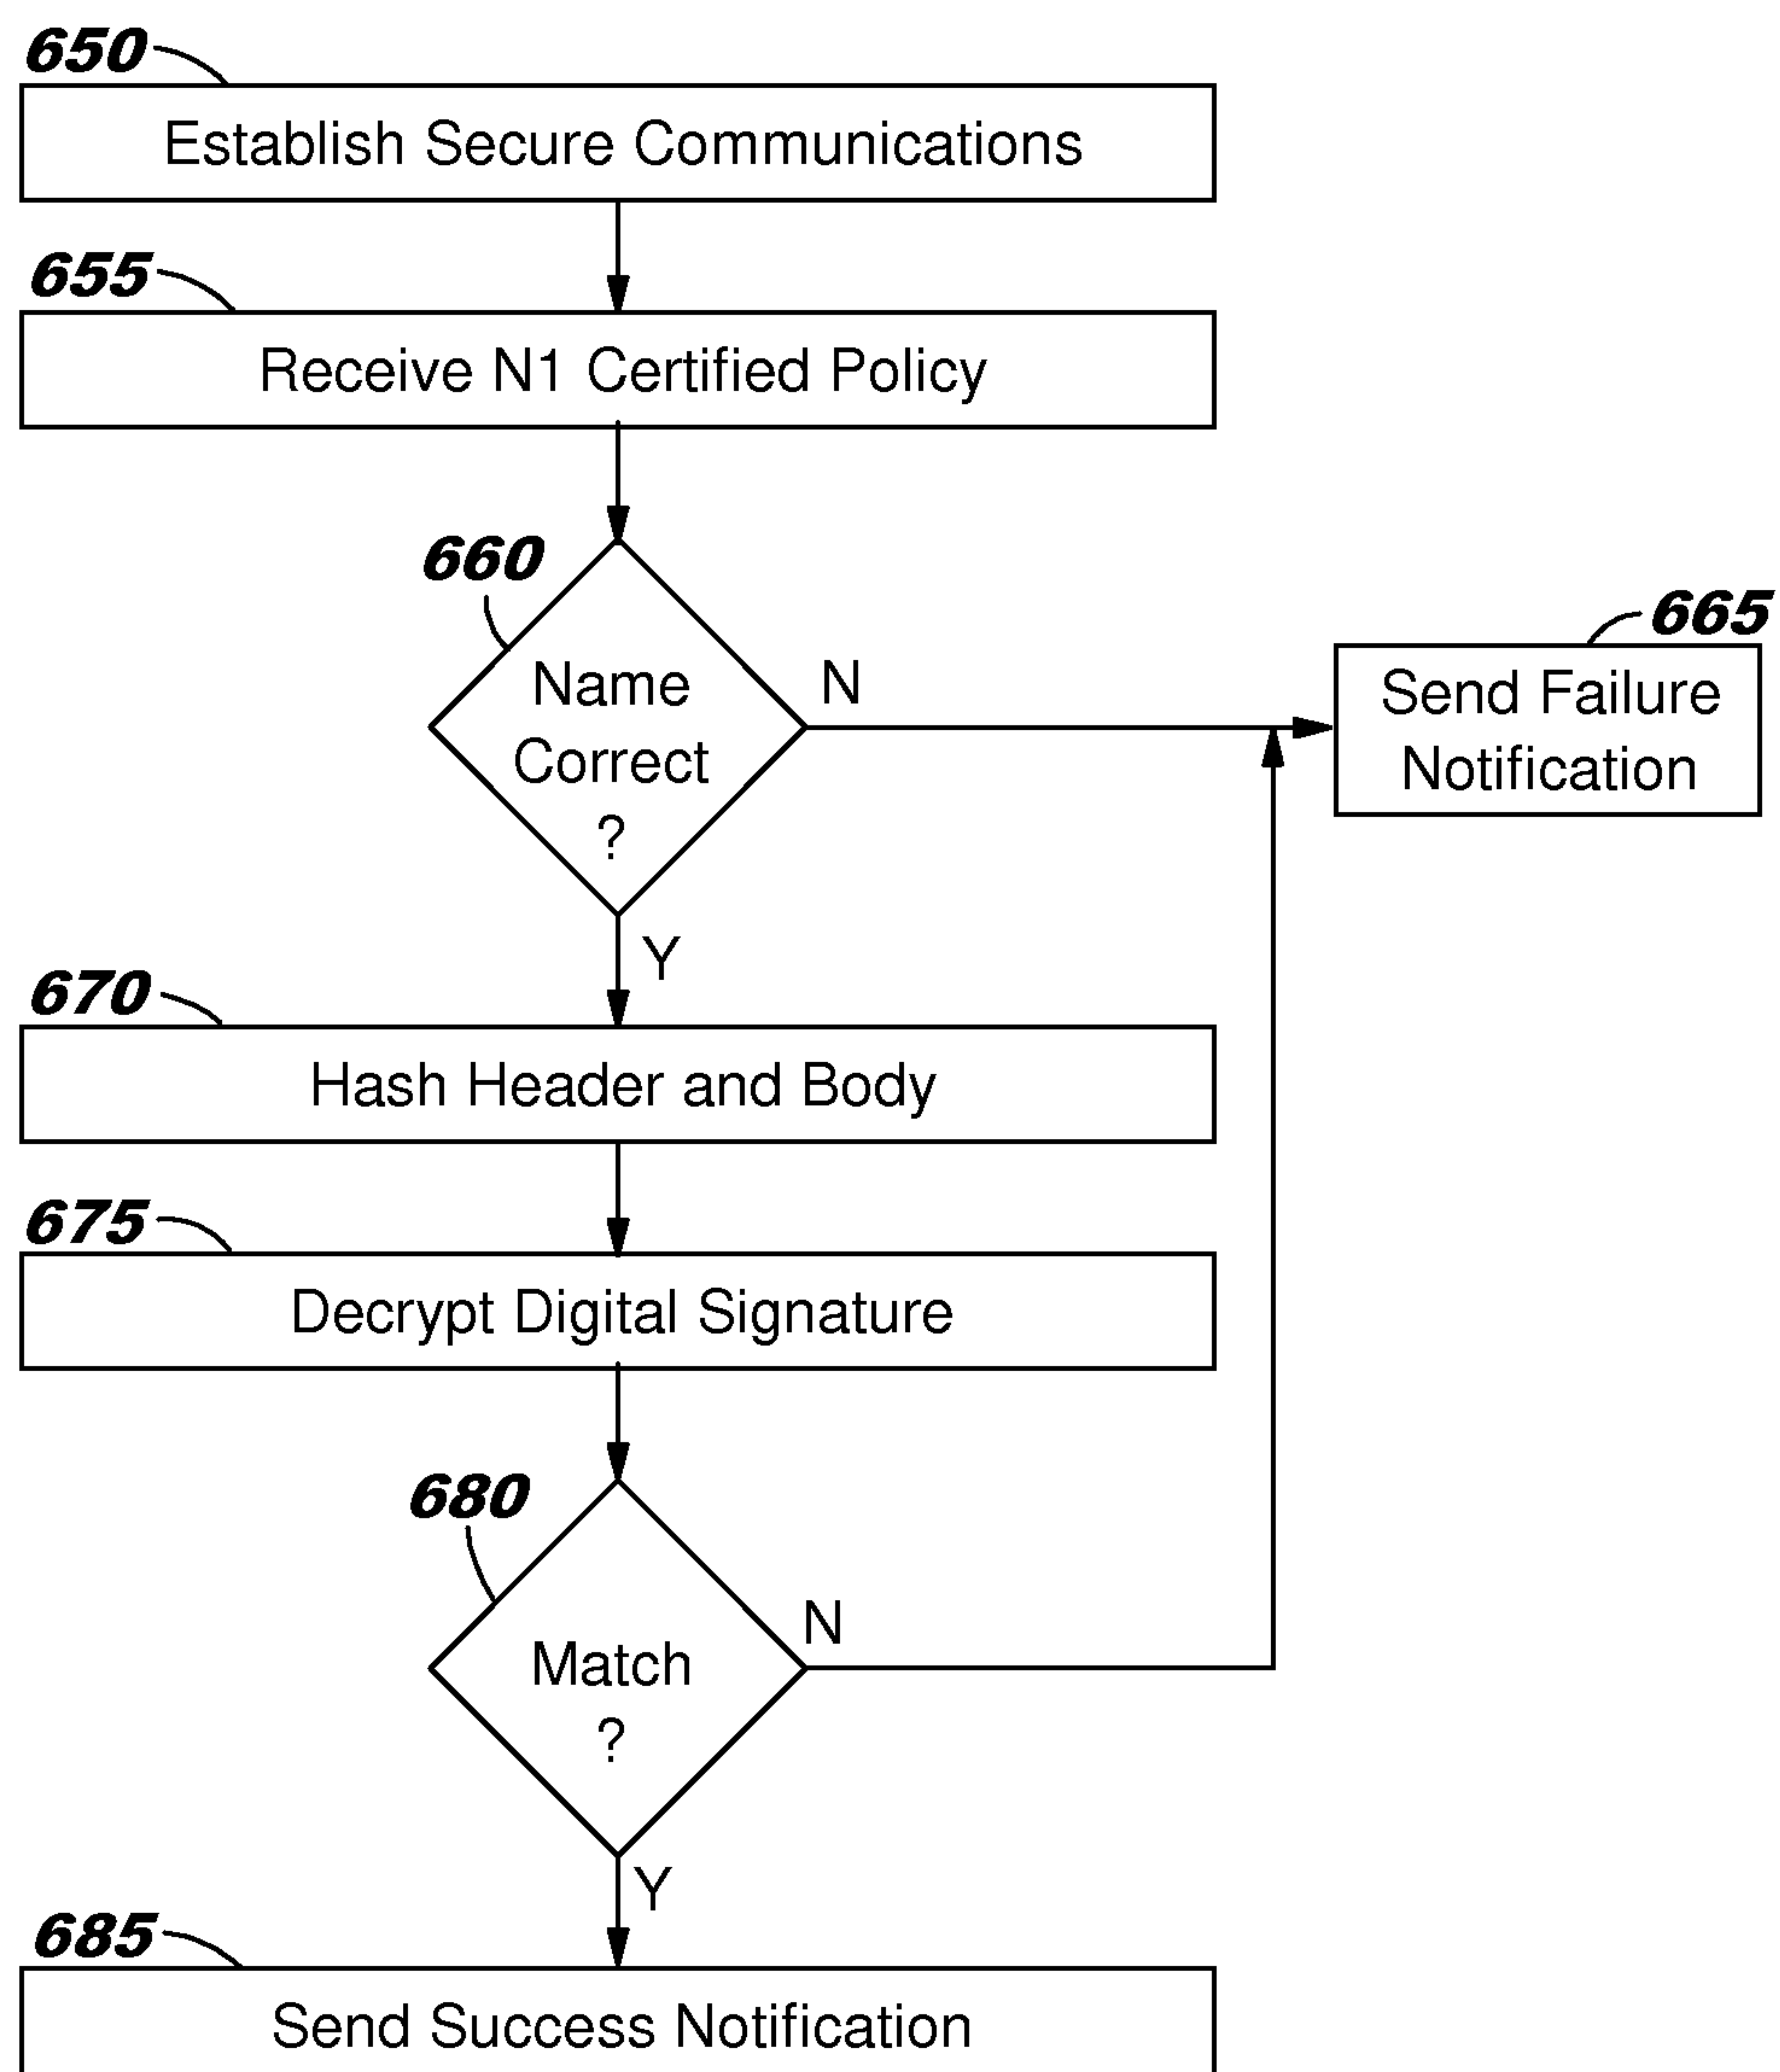 650
Establish Secure Communications
655
Receive N1 Certified Policy
660
Name
Correct
?
N
665
Send Failure
Notification
Y
670
Hash Header and Body
675
Decrypt Digital Signature
680
Match
?
N
Y
685
Send Success Notification